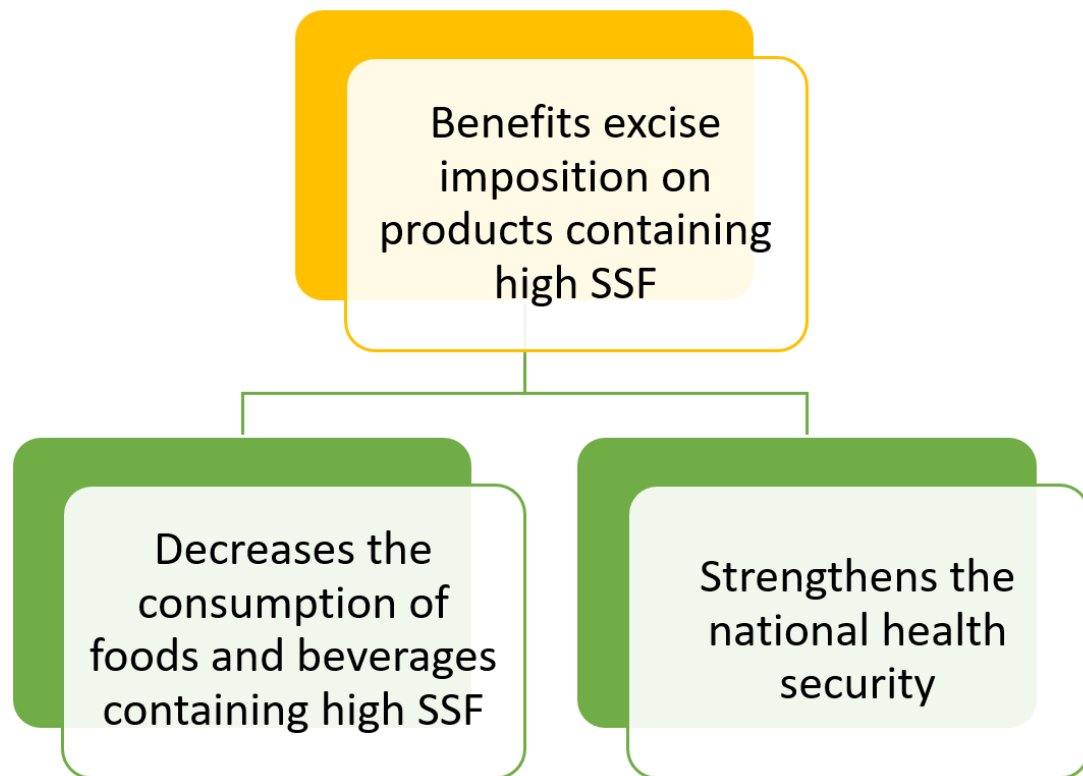 Benefits excise
imposition on
products containing
high SSF
Decreases the
consumption of
foods and beverages
containing high SSF
Strengthens the
national health
security